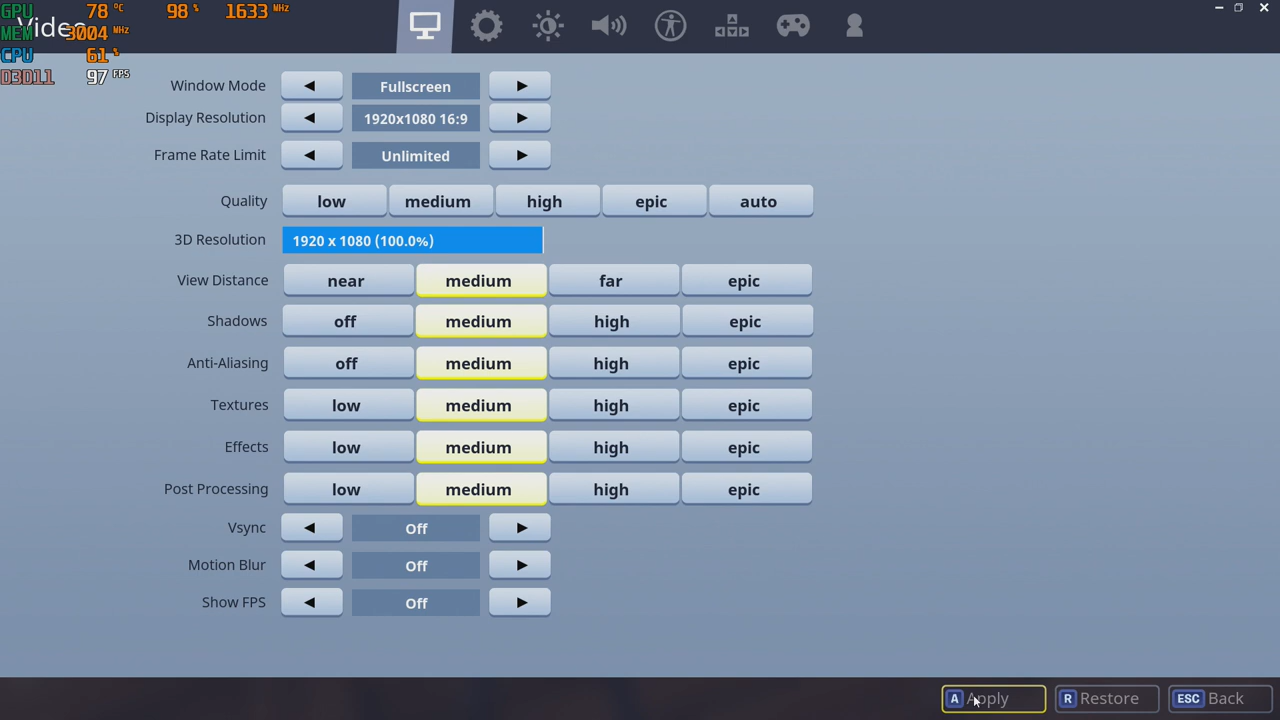 GPU 78 °C 98 % 1633 MHz
Video
MEM 3004 MHz
CPU 61 %
D3D11 97 FPS
Window Mode ◀ Fullscreen ▶
Display Resolution ◀ 1920x1080 16:9 ▶
Frame Rate Limit ◀ Unlimited ▶
Quality low medium high epic auto
3D Resolution 1920 x 1080 (100.0%)
View Distance near medium far epic
Shadows off medium high epic
Anti-Aliasing off medium high epic
Textures low medium high epic
Effects low medium high epic
Post Processing low medium high epic
Vsync ◀ Off ▶
Motion Blur ◀ Off ▶
Show FPS ◀ Off ▶
A Apply R Restore ESC Back